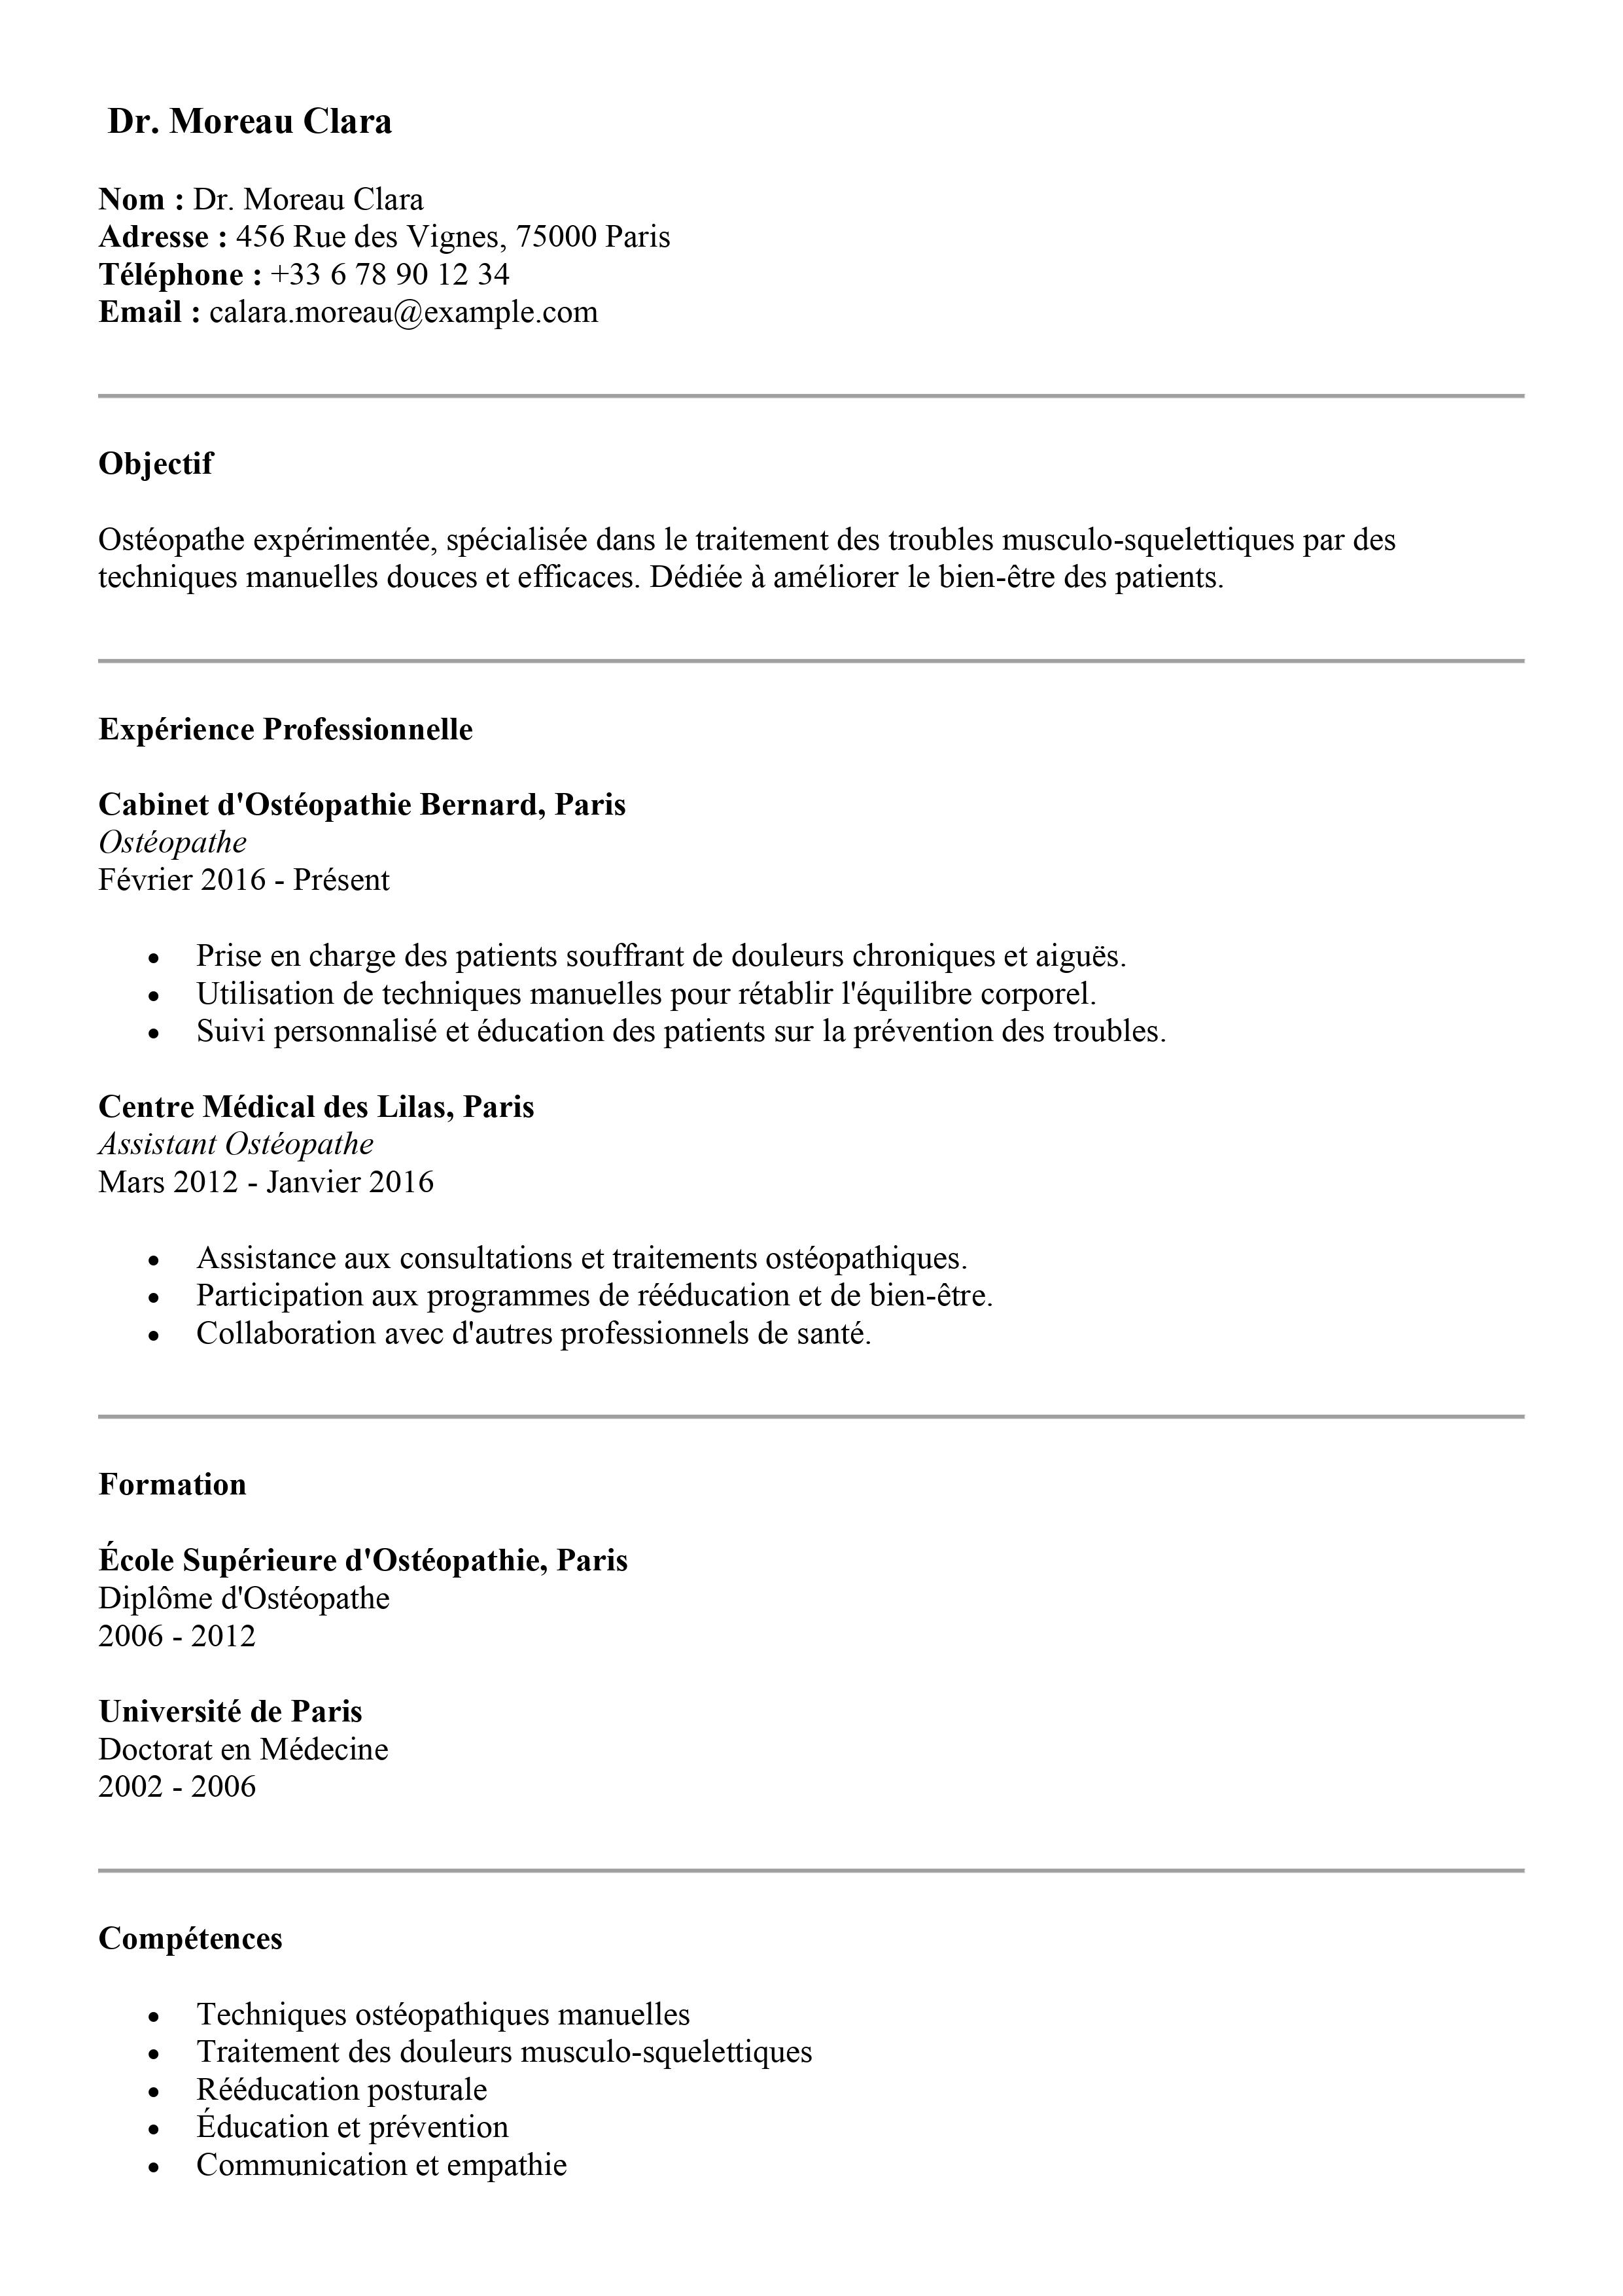 Dr. Moreau Clara
Nom : Dr. Moreau Clara
Adresse : 456 Rue des Vignes, 75000 Paris
Téléphone : +33 6 78 90 12 34
Email : calara.moreau@example.com
Objectif
Ostéopathe expérimentée, spécialisée dans le traitement des troubles musculo-squelettiques par des
techniques manuelles douces et efficaces. Dédiée à améliorer le bien-être des patients.
Expérience Professionnelle
Cabinet d'Ostéopathie Bernard, Paris
Ostéopathe
Février 2016 - Présent
• Prise en charge des patients souffrant de douleurs chroniques et aiguës.
• Utilisation de techniques manuelles pour rétablir l'équilibre corporel.
• Suivi personnalisé et éducation des patients sur la prévention des troubles.
Centre Médical des Lilas, Paris
Assistant Ostéopathe
Mars 2012 - Janvier 2016
• Assistance aux consultations et traitements ostéopathiques.
• Participation aux programmes de rééducation et de bien-être.
• Collaboration avec d'autres professionnels de santé.
Formation
École Supérieure d'Ostéopathie, Paris
Diplôme d'Ostéopathe
2006 - 2012
Université de Paris
Doctorat en Médecine
2002 - 2006
Compétences
• Techniques ostéopathiques manuelles
• Traitement des douleurs musculo-squelettiques
• Rééducation posturale
• Éducation et prévention
• Communication et empathie